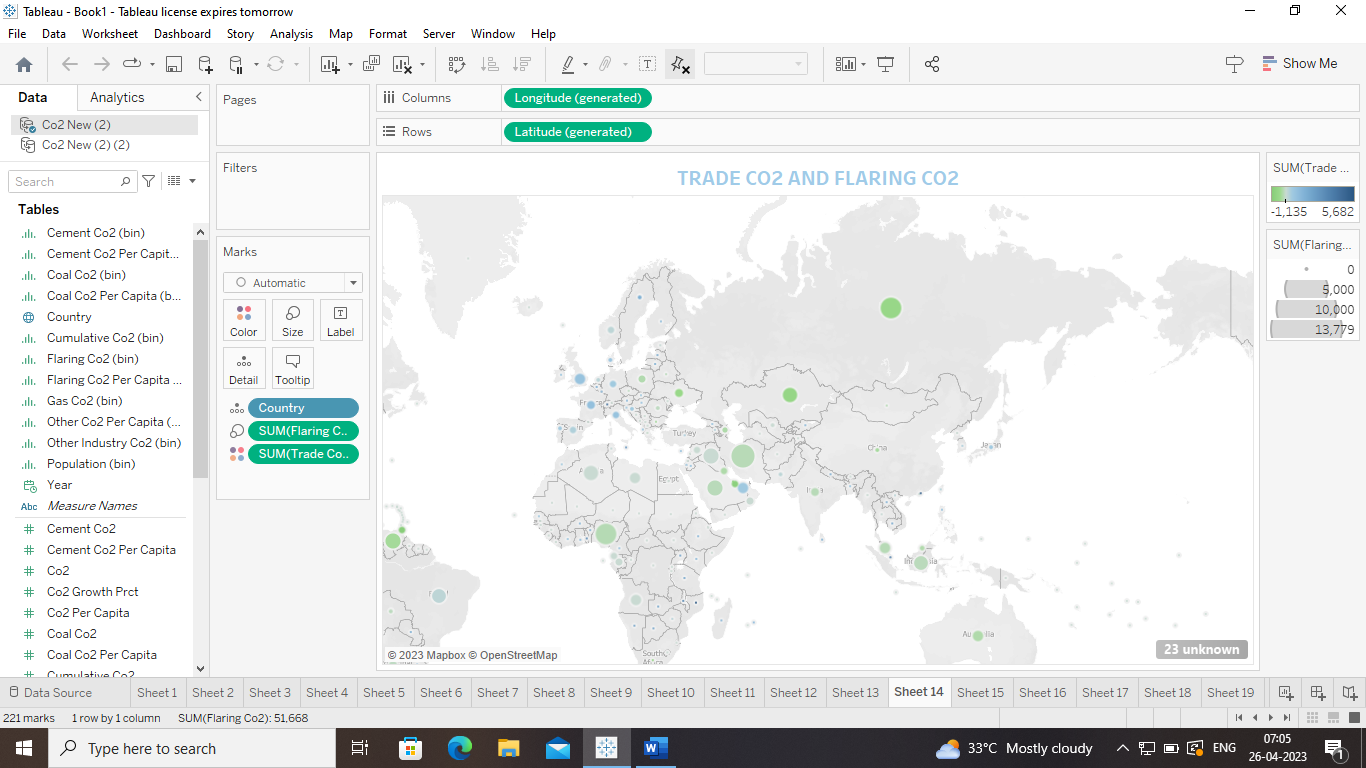 Tableau - Book1 - Tableau license expires tomorrow
File Data Worksheet Dashboard Story Analysis Map Format Server Window Help
Show Me
Data Analytics
Co2 New (2)
Co2 New (2) (2)
Search
Tables
Cement Co2 (bin)
Cement Co2 Per Capit...
Coal Co2 (bin)
Coal Co2 Per Capita (b...
Country
Cumulative Co2 (bin)
Flaring Co2 (bin)
Flaring Co2 Per Capita ...
Gas Co2 (bin)
Other Co2 Per Capita (...
Other Industry Co2 (bin)
Population (bin)
Year
Abc Measure Names
Cement Co2
Cement Co2 Per Capita
Co2
Co2 Growth Prct
Co2 Per Capita
Coal Co2
Coal Co2 Per Capita
Cumulative Co2
Pages
Filters
Marks
Automatic
Color Size Label
Detail Tooltip
Country
SUM(Flaring C..
SUM(Trade Co..
Columns Longitude (generated)
Rows Latitude (generated)
TRADE CO2 AND FLARING CO2
Turkey
China
Japan
Egypt
South
Africa
© 2023 Mapbox © OpenStreetMap
23 unknown
SUM(Trade ...
-1,135 5,682
SUM(Flaring...
0
5,000
10,000
13,779
Data Source Sheet 1 Sheet 2 Sheet 3 Sheet 4 Sheet 5 Sheet 6 Sheet 7 Sheet 8 Sheet 9 Sheet 10 Sheet 11 Sheet 12 Sheet 13 Sheet 14 Sheet 15 Sheet 16 Sheet 17 Sheet 18 Sheet 19
221 marks 1 row by 1 column SUM(Flaring Co2): 51,668
Type here to search
33°C Mostly cloudy
ENG
07:05
26-04-2023
1